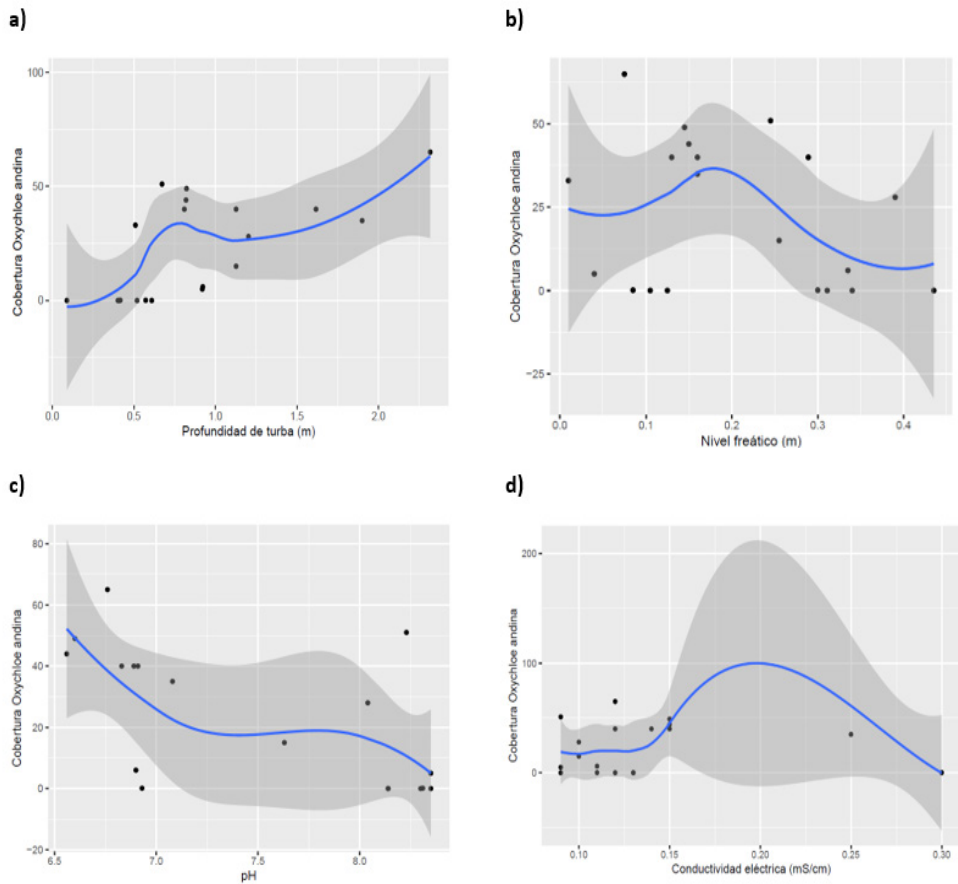 a)
Cobertura Oxychloe andina
100
50
0
0.0 0.5 1.0 1.5 2.0
Profundidad de turba (m)
b)
Cobertura Oxychloe andina
50
25
0
−25
0.0 0.1 0.2 0.3 0.4
Nivel freático (m)
c)
Cobertura Oxychloe andina
80
60
40
20
0
−20
6.5 7.0 7.5 8.0
pH
d)
Cobertura Oxychloe andina
200
100
0
0.10 0.15 0.20 0.25 0.30
Conductividad eléctrica (mS/cm)